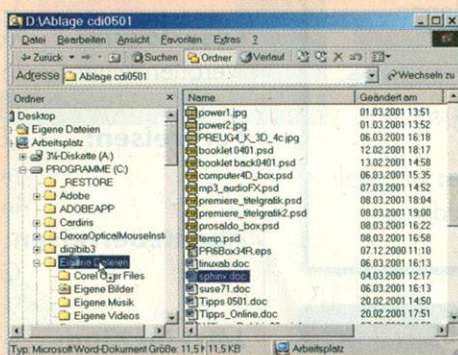 D:\Ablage cdi0501
Datei Bearbeiten Ansicht Favoriten Extras ?
Zurück Suchen Ordner Verlauf
Adresse Ablage cdi0501 Wechseln zu
Ordner
Desktop
Eigene Dateien
Arbeitsplatz
3½-Diskette (A:)
PROGRAMME (C:)
_RESTORE
Adobe
ADOBEAPP
Cardiris
DexxaOpticalMouseInst
digibib3
Eigene Dateien
Corel User Files
Eigene Bilder
Eigene Musik
Eigene Videos
Name Geändert am
power1.jpg 01.03.2001 13:51
power2.jpg 01.03.2001 13:52
PREUG4_K_3D_4c.jpg 06.03.2001 16:18
booklet 0401.psd 12.02.2001 18:17
booklet back0401.psd 13.02.2001 14:58
computer4D_box.psd 06.03.2001 15:35
mp3_audioFX.psd 07.03.2001 14:52
premiere_titelgrafik.psd 08.03.2001 18:04
premiere_titelgrafik2.psd 08.03.2001 19:00
prosaldo_box.psd 08.03.2001 16:22
temp.psd 08.03.2001 16:58
PR6Box34R.eps 07.12.2000 11:10
linuxab.doc 06.03.2001 16:13
sphinx.doc 04.03.2001 12:17
suse71.doc 06.03.2001 16:13
Tipps 0501.doc 20.02.2001 14:50
Tipps_Online.doc 20.02.2001 17:51
Typ: Microsoft Word-Dokument Größe: 11,5 K 11,5 KB Arbeitsplatz